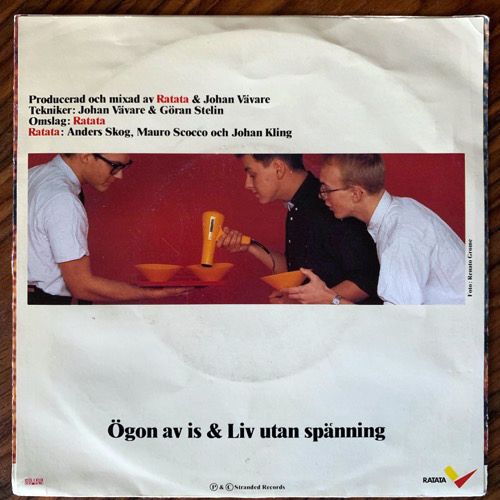 Producerad och mixad av Ratata & Johan Vävare
Tekniker: Johan Vävare & Göran Stelin
Omslag: Ratata
Ratata: Anders Skog, Mauro Scocco och Johan Kling
Foto: Renato Grome
Ögon av is & Liv utan spänning
P & C Stranded Records
RATATA